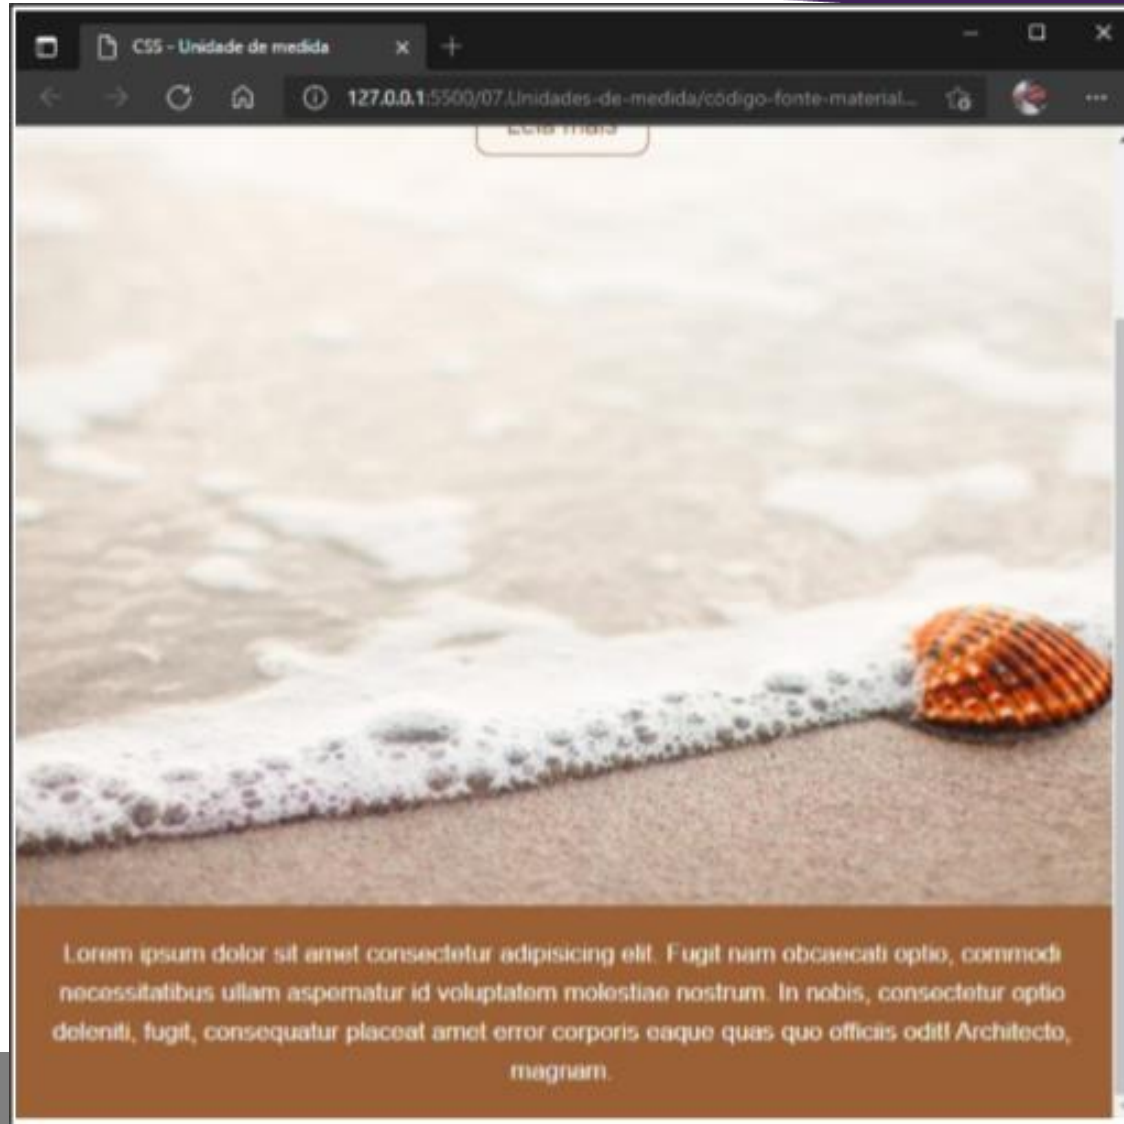 CSS - Unidade de medida
127.0.0.1:5500/07.Unidades-de-medida/código-fonte-material...
Leia mais
Lorem ipsum dolor sit amet consectetur adipisicing elit. Fugit nam obcaecati optio, commodi
necessitatibus ullam aspernatur id voluptatem molestiae nostrum. In nobis, consectetur optio
deleniti, fugit, consequatur placeat amet error corporis eaque quas quo officiis odit! Architecto,
magnam.